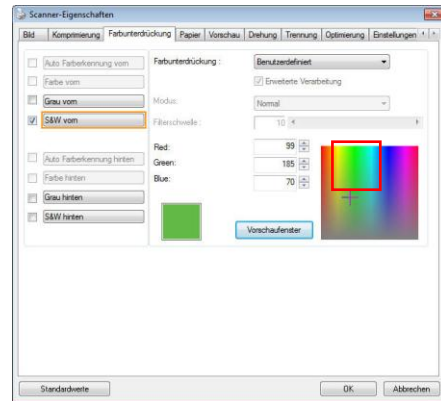 Scanner-Eigenschaften
Bild Komprimierung Farbunterdrückung Papier Vorschau Drehung Trennung Optimierung Einstellungen
Auto Farberkennung vorn
Farbe vorn
Grau vorn
S&W vorn
Auto Farberkennung hinten
Farbe hinten
Grau hinten
S&W hinten
Farbunterdrückung : Benutzerdefiniert
Erweiterte Verarbeitung
Modus: Normal
Filterschwelle : 10
Red: 99
Green: 185
Blue: 70
Vorschaufenster
Standardwerte OK Abbrechen